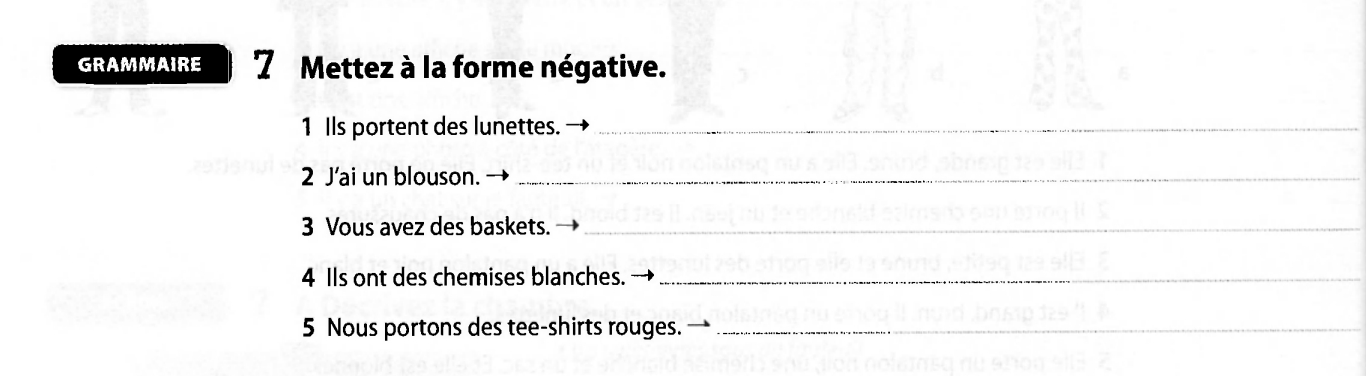 GRAMMAIRE 7 Mettez à la forme négative.
1 Ils portent des lunettes. →
2 J'ai un blouson. →
3 Vous avez des baskets. →
4 Ils ont des chemises blanches. →
5 Nous portons des tee-shirts rouges. →